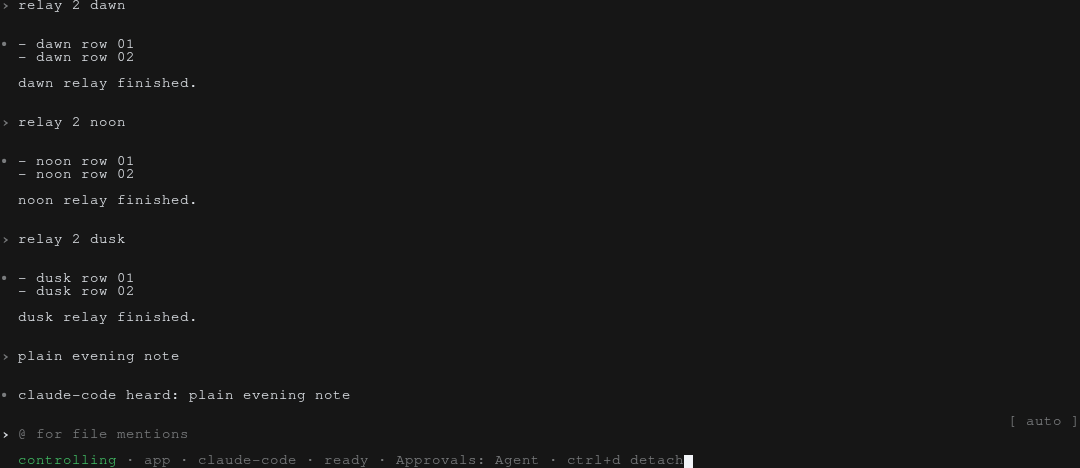 › relay 2 dawn
• - dawn row 01
- dawn row 02
dawn relay finished.
› relay 2 noon
• - noon row 01
- noon row 02
noon relay finished.
› relay 2 dusk
• - dusk row 01
- dusk row 02
dusk relay finished.
› plain evening note
• claude-code heard: plain evening note
[ auto ]
› @ for file mentions
controlling · app · claude-code · ready · Approvals: Agent · ctrl+d detach